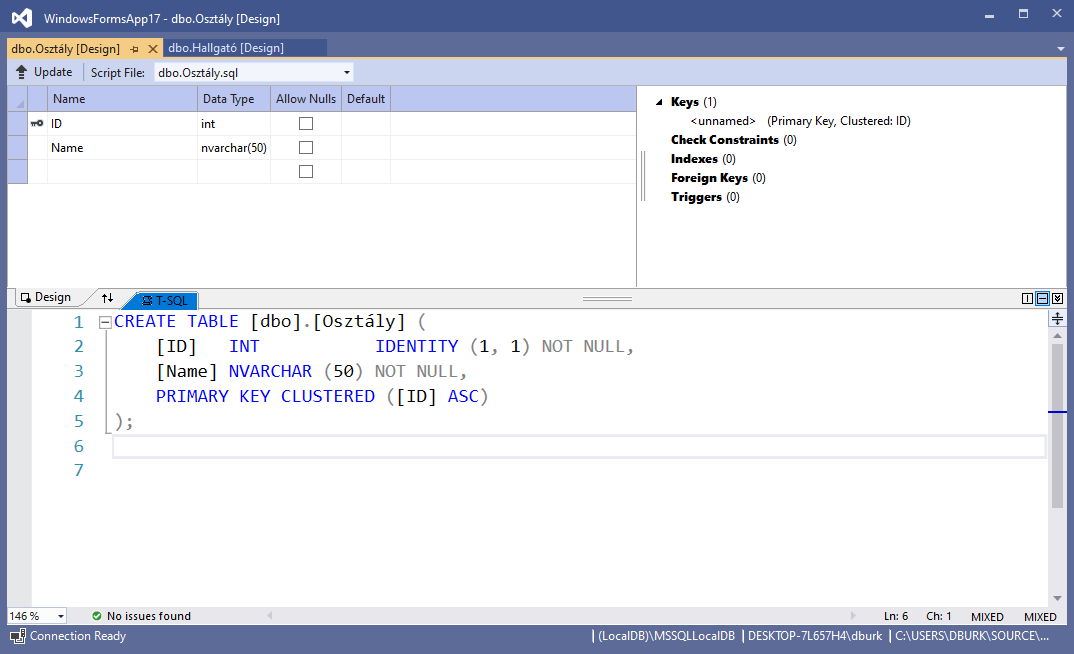 WindowsFormsApp17 - dbo.Osztály [Design]
dbo.Osztály [Design] dbo.Hallgató [Design]
Update Script File: dbo.Osztály.sql
Name Data Type Allow Nulls Default
ID int
Name nvarchar(50)
Keys (1)
<unnamed> (Primary Key, Clustered: ID)
Check Constraints (0)
Indexes (0)
Foreign Keys (0)
Triggers (0)
Design T-SQL
1 CREATE TABLE [dbo].[Osztály] (
2 [ID] INT IDENTITY (1, 1) NOT NULL,
3 [Name] NVARCHAR (50) NOT NULL,
4 PRIMARY KEY CLUSTERED ([ID] ASC)
5 );
6
7
146 % No issues found Ln: 6 Ch: 1 MIXED MIXED
Connection Ready | (LocalDB)\MSSQLLocalDB | DESKTOP-7L657H4\dburk | C:\USERS\DBURK\SOURCE\...